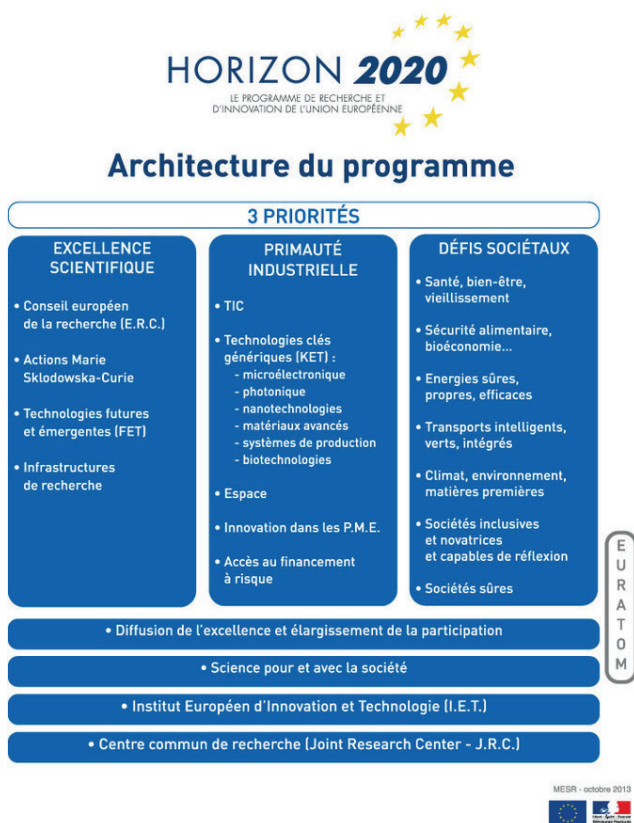 HORIZON 2020
LE PROGRAMME DE RECHERCHE ET
D'INNOVATION DE L'UNION EUROPÉENNE
Architecture du programme
3 PRIORITÉS
EXCELLENCE
SCIENTIFIQUE
• Conseil européen
de la recherche (E.R.C.)
• Actions Marie
Sklodowska-Curie
• Technologies futures
et émergentes (FET)
• Infrastructures
de recherche
PRIMAUTÉ
INDUSTRIELLE
• TIC
• Technologies clés
génériques (KET) :
- microélectronique
- photonique
- nanotechnologies
- matériaux avancés
- systèmes de production
- biotechnologies
• Espace
• Innovation dans les P.M.E.
• Accès au financement
à risque
DÉFIS SOCIÉTAUX
• Santé, bien-être,
vieillissement
• Sécurité alimentaire,
bioéconomie...
• Energies sûres,
propres, efficaces
• Transports intelligents,
verts, intégrés
• Climat, environnement,
matières premières
• Sociétés inclusives
et novatrices
et capables de réflexion
• Sociétés sûres
EURATOM
• Diffusion de l'excellence et élargissement de la participation
• Science pour et avec la société
• Institut Européen d'Innovation et Technologie (I.E.T.)
• Centre commun de recherche (Joint Research Center - J.R.C.)
MESR - octobre 2013